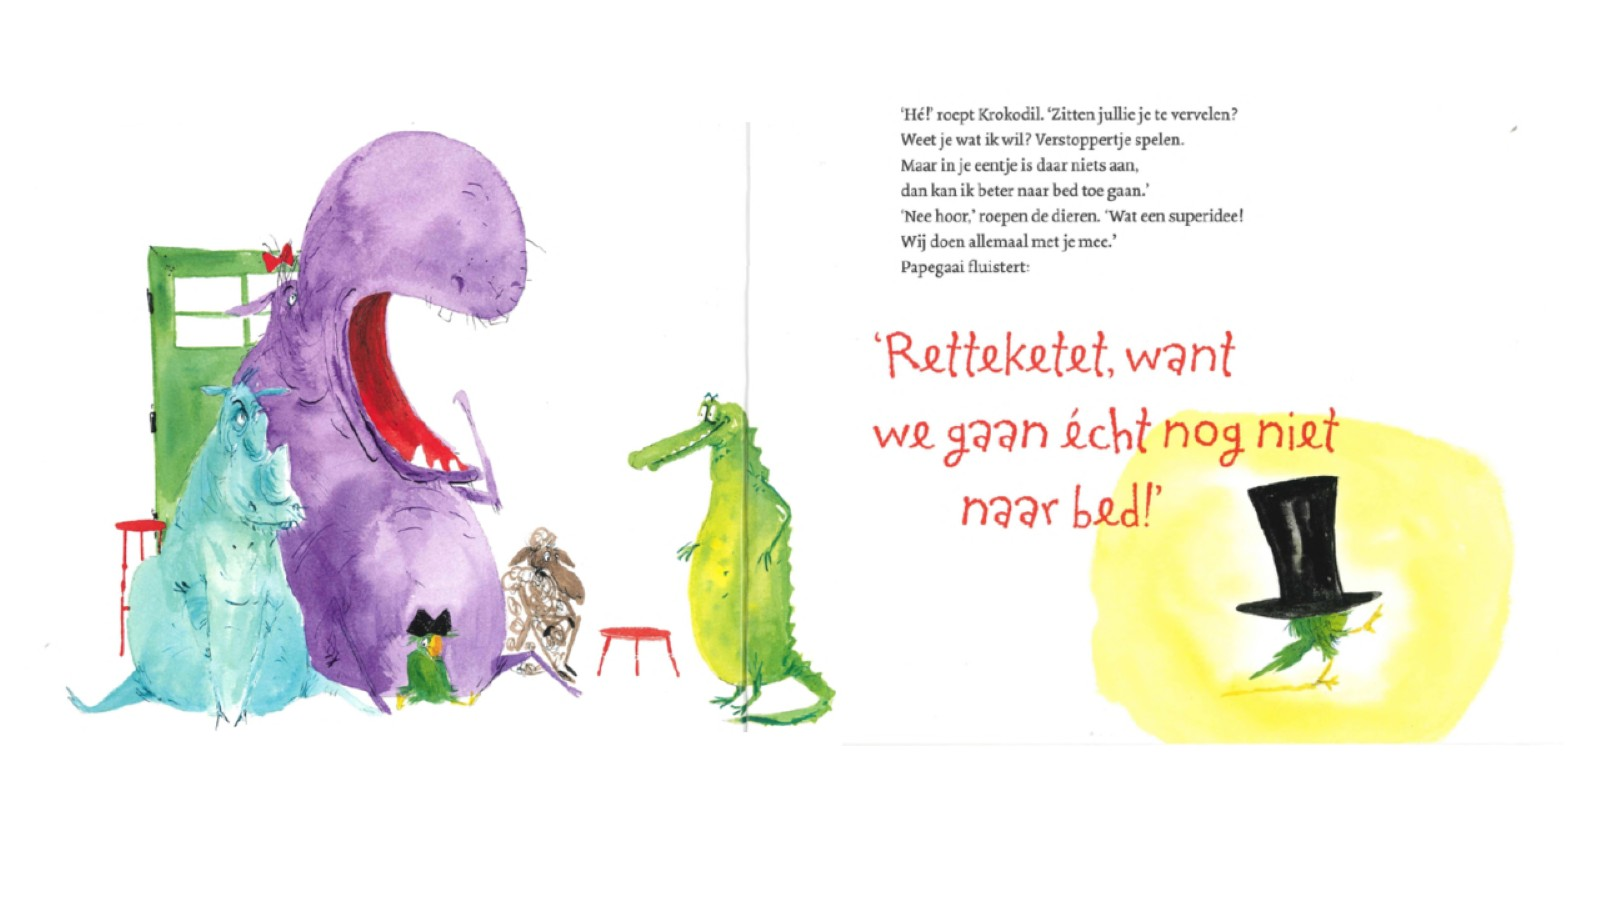 ‘Hé!’ roept Krokodil. ‘Zitten jullie je te vervelen?
Weet je wat ik wil? Verstoppertje spelen.
Maar in je eentje is daar niets aan,
dan kan ik beter naar bed toe gaan.’
‘Nee hoor,’ roepen de dieren. ‘Wat een superidee!
Wij doen allemaal met je mee.’
Papegaai fluistert:
‘Retteketet, want
we gaan écht nog niet
naar bed!’